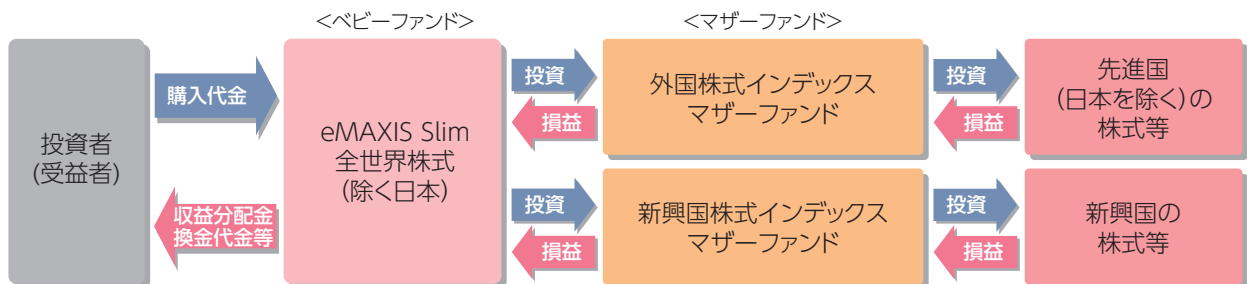 <ベビーファンド>
<マザーファンド>
投資者
(受益者)
購入代金
収益分配金
換金代金等
eMAXIS Slim
全世界株式
(除く日本)
投資
損益
外国株式インデックス
マザーファンド
投資
損益
先進国
(日本を除く)の
株式等
投資
損益
新興国株式インデックス
マザーファンド
投資
損益
新興国の
株式等